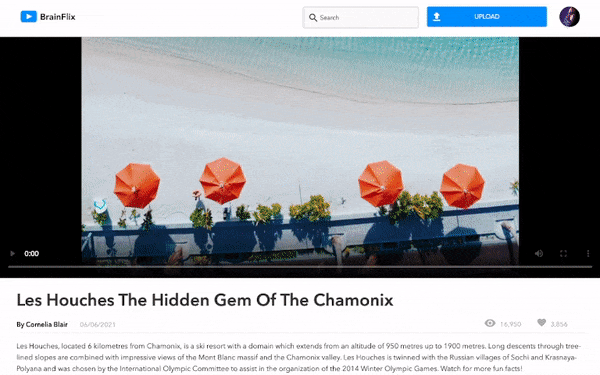 BrainFlix
Search
UPLOAD
0:00
Les Houches The Hidden Gem Of The Chamonix
By Cornelia Blair 06/06/2021 16,950 3,856
Les Houches, located 6 kilometres from Chamonix, is a ski resort with a domain which extends from an altitude of 950 metres up to 1900 metres. Long descents through tree-
lined slopes are combined with impressive views of the Mont Blanc massif and the Chamonix valley. Les Houches is twinned with the Russian villages of Sochi and Krasnaya-
Polyana and was chosen by the International Olympic Committee to assist in the organization of the 2014 Winter Olympic Games. Watch for more fun facts!